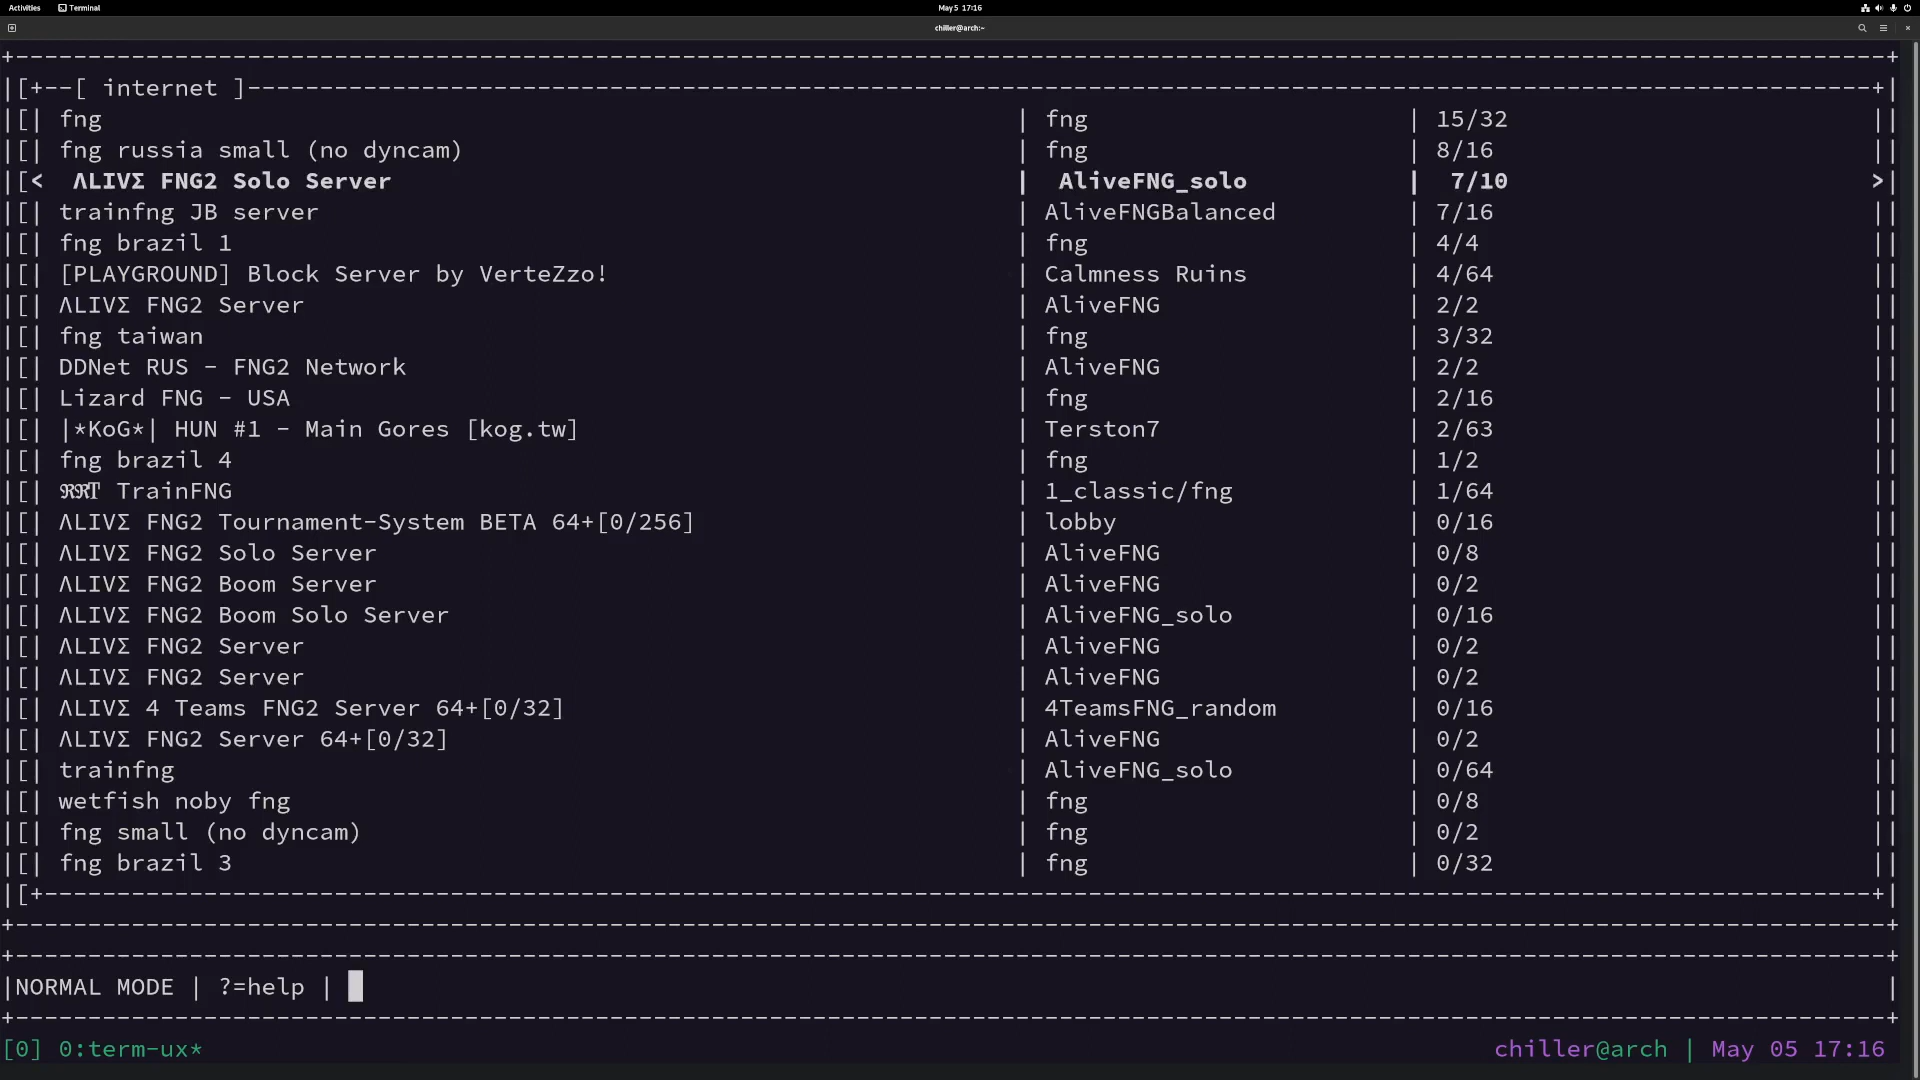 Activities Terminal May 5 17:16
chiller@arch:~
[ internet ]
fng | fng | 15/32
fng russia small (no dyncam) | fng | 8/16
< ΛLIVΣ FNG2 Solo Server | AliveFNG_solo | 7/10 >
trainfng JB server | AliveFNGBalanced | 7/16
fng brazil 1 | fng | 4/4
[PLAYGROUND] Block Server by VerteZzo! | Calmness Ruins | 4/64
ΛLIVΣ FNG2 Server | AliveFNG | 2/2
fng taiwan | fng | 3/32
DDNet RUS - FNG2 Network | AliveFNG | 2/2
Lizard FNG - USA | fng | 2/16
|*KoG*| HUN #1 - Main Gores [kog.tw] | Terston7 | 2/63
fng brazil 4 | fng | 1/2
TrainFNG | 1_classic/fng | 1/64
ΛLIVΣ FNG2 Tournament-System BETA 64+[0/256] | lobby | 0/16
ΛLIVΣ FNG2 Solo Server | AliveFNG | 0/8
ΛLIVΣ FNG2 Boom Server | AliveFNG | 0/2
ΛLIVΣ FNG2 Boom Solo Server | AliveFNG_solo | 0/16
ΛLIVΣ FNG2 Server | AliveFNG | 0/2
ΛLIVΣ FNG2 Server | AliveFNG | 0/2
ΛLIVΣ 4 Teams FNG2 Server 64+[0/32] | 4TeamsFNG_random | 0/16
ΛLIVΣ FNG2 Server 64+[0/32] | AliveFNG | 0/2
trainfng | AliveFNG_solo | 0/64
wetfish noby fng | fng | 0/8
fng small (no dyncam) | fng | 0/2
fng brazil 3 | fng | 0/32
|NORMAL MODE | ?=help |
[0] 0:term-ux* chiller@arch | May 05 17:16